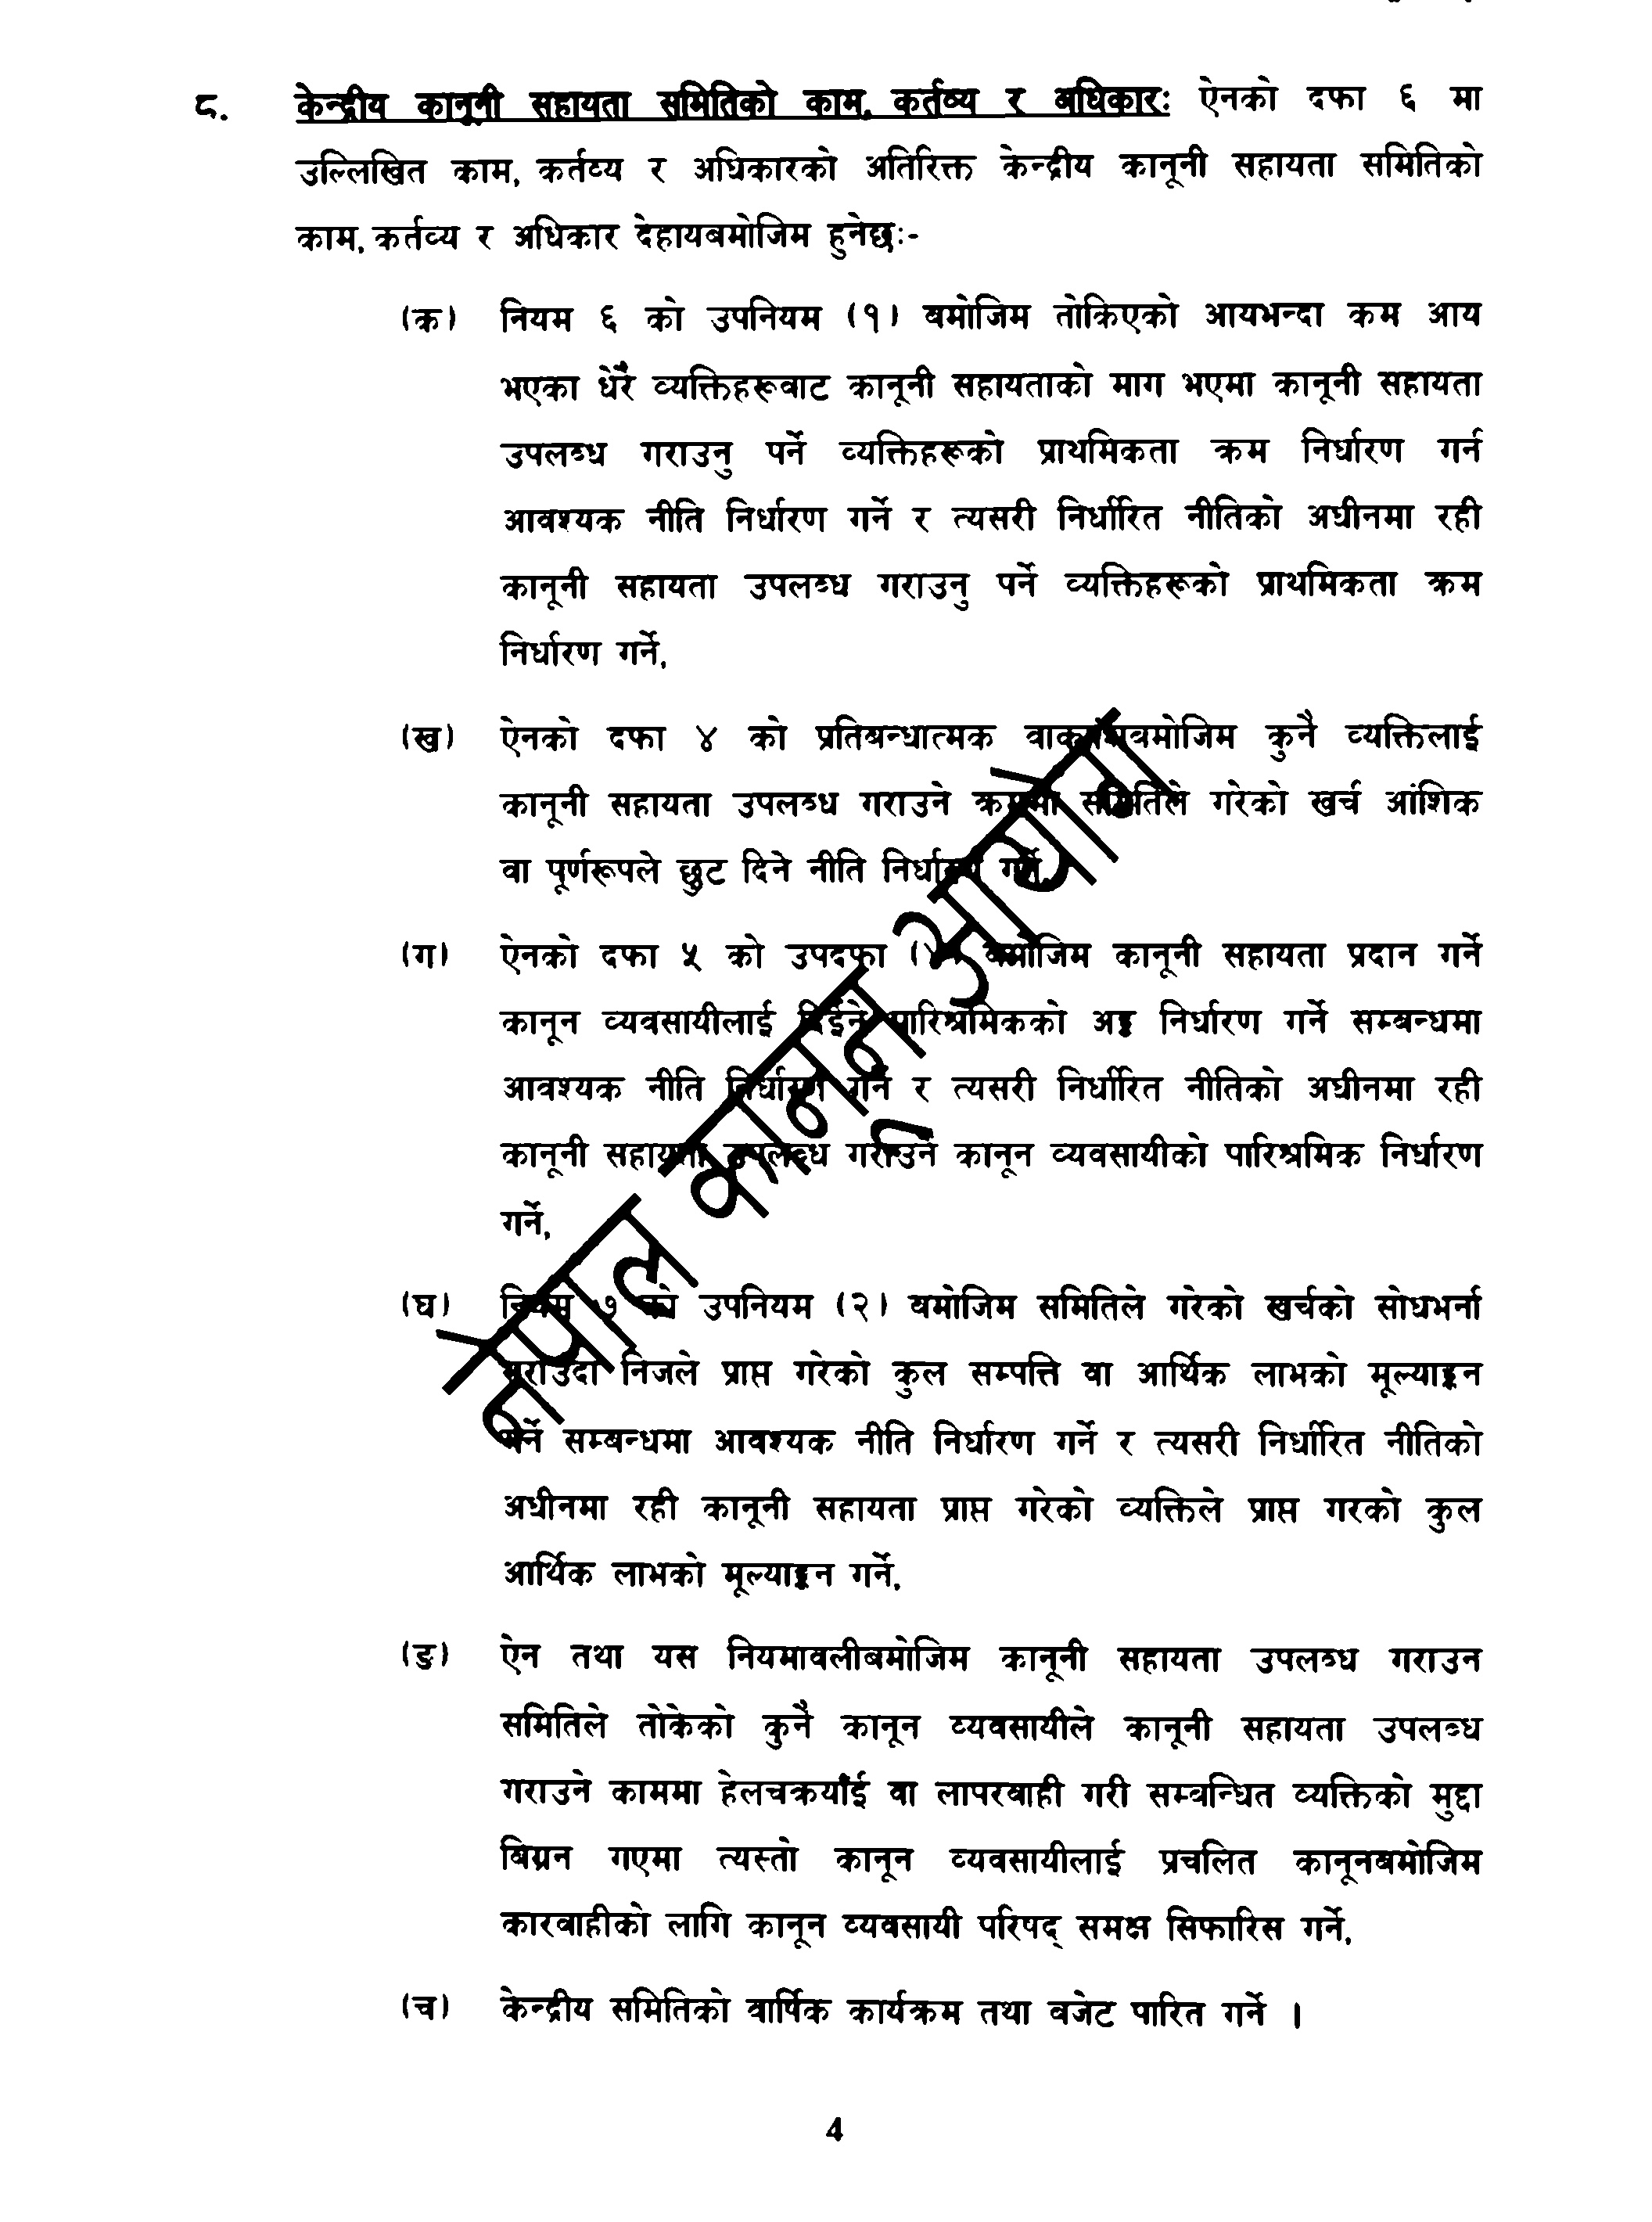 ८. केन्द्रीय कानूनी सहायता समितिको काम, कर्तव्य र अधिकारः ऐनको दफा ६ मा
उल्लिखित काम, कर्तव्य र अधिकारको अतिरिक्त केन्द्रीय कानूनी सहायता समितिको
काम, कर्तव्य र अधिकार देहायबमोजिम हुनेछः-
(क) नियम ६ को उपनियम (१) बमोजिम तोकिएको आयभन्दा कम आय
भएका धेरै व्यक्तिहरूबाट कानूनी सहायताको माग भएमा कानूनी सहायता
उपलब्ध गराउनु पर्ने व्यक्तिहरूको प्राथमिकता क्रम निर्धारण गर्न
आवश्यक नीति निर्धारण गर्ने र त्यसरी निर्धारित नीतिको अधीनमा रही
कानूनी सहायता उपलब्ध गराउनु पर्ने व्यक्तिहरूको प्राथमिकता क्रम
निर्धारण गर्ने,
(ख) ऐनको दफा ४ को प्रतिबन्धात्मक वाक्यांशबमोजिम कुनै व्यक्तिलाई
कानूनी सहायता उपलब्ध गराउने क्रममा समितिले गरेको खर्च आंशिक
वा पूर्णरूपले छुट दिने नीति निर्धारण गर्ने,
(ग) ऐनको दफा ५ को उपदफा बमोजिम कानूनी सहायता प्रदान गर्ने
कानून व्यवसायीलाई दिईने पारिश्रमिकको अङ्क निर्धारण गर्ने सम्बन्धमा
आवश्यक नीति निर्धारण गर्ने र त्यसरी निर्धारित नीतिको अधीनमा रही
कानूनी सहायता उपलब्ध गराउने कानून व्यवसायीको पारिश्रमिक निर्धारण
गर्ने,
(घ) नियम ७ को उपनियम (२) बमोजिम समितिले गरेको खर्चको सोधभर्ना
गराउँदा निजले प्राप्त गरेको कुल सम्पत्ति वा आर्थिक लाभको मूल्याङ्कन
गर्ने सम्बन्धमा आवश्यक नीति निर्धारण गर्ने र त्यसरी निर्धारित नीतिको
अधीनमा रही कानूनी सहायता प्राप्त गरेको व्यक्तिले प्राप्त गरको कुल
आर्थिक लाभको मूल्याङ्कन गर्ने,
(ङ) ऐन तथा यस नियमावलीबमोजिम कानूनी सहायता उपलब्ध गराउन
समितिले तोकेको कुनै कानून व्यवसायीले कानूनी सहायता उपलब्ध
गराउने काममा हेलचक्रयाँई वा लापरवाही गरी सम्बन्धित व्यक्तिको मुद्दा
बिग्रन गएमा त्यस्तो कानून व्यवसायीलाई प्रचलित कानूनबमोजिम
कारवाहीको लागि कानून व्यवसायी परिषद् समक्ष सिफारिस गर्ने,
(च) केन्द्रीय समितिको वार्षिक कार्यक्रम तथा बजेट पारित गर्ने ।
नेपाल कानून आयोग
4